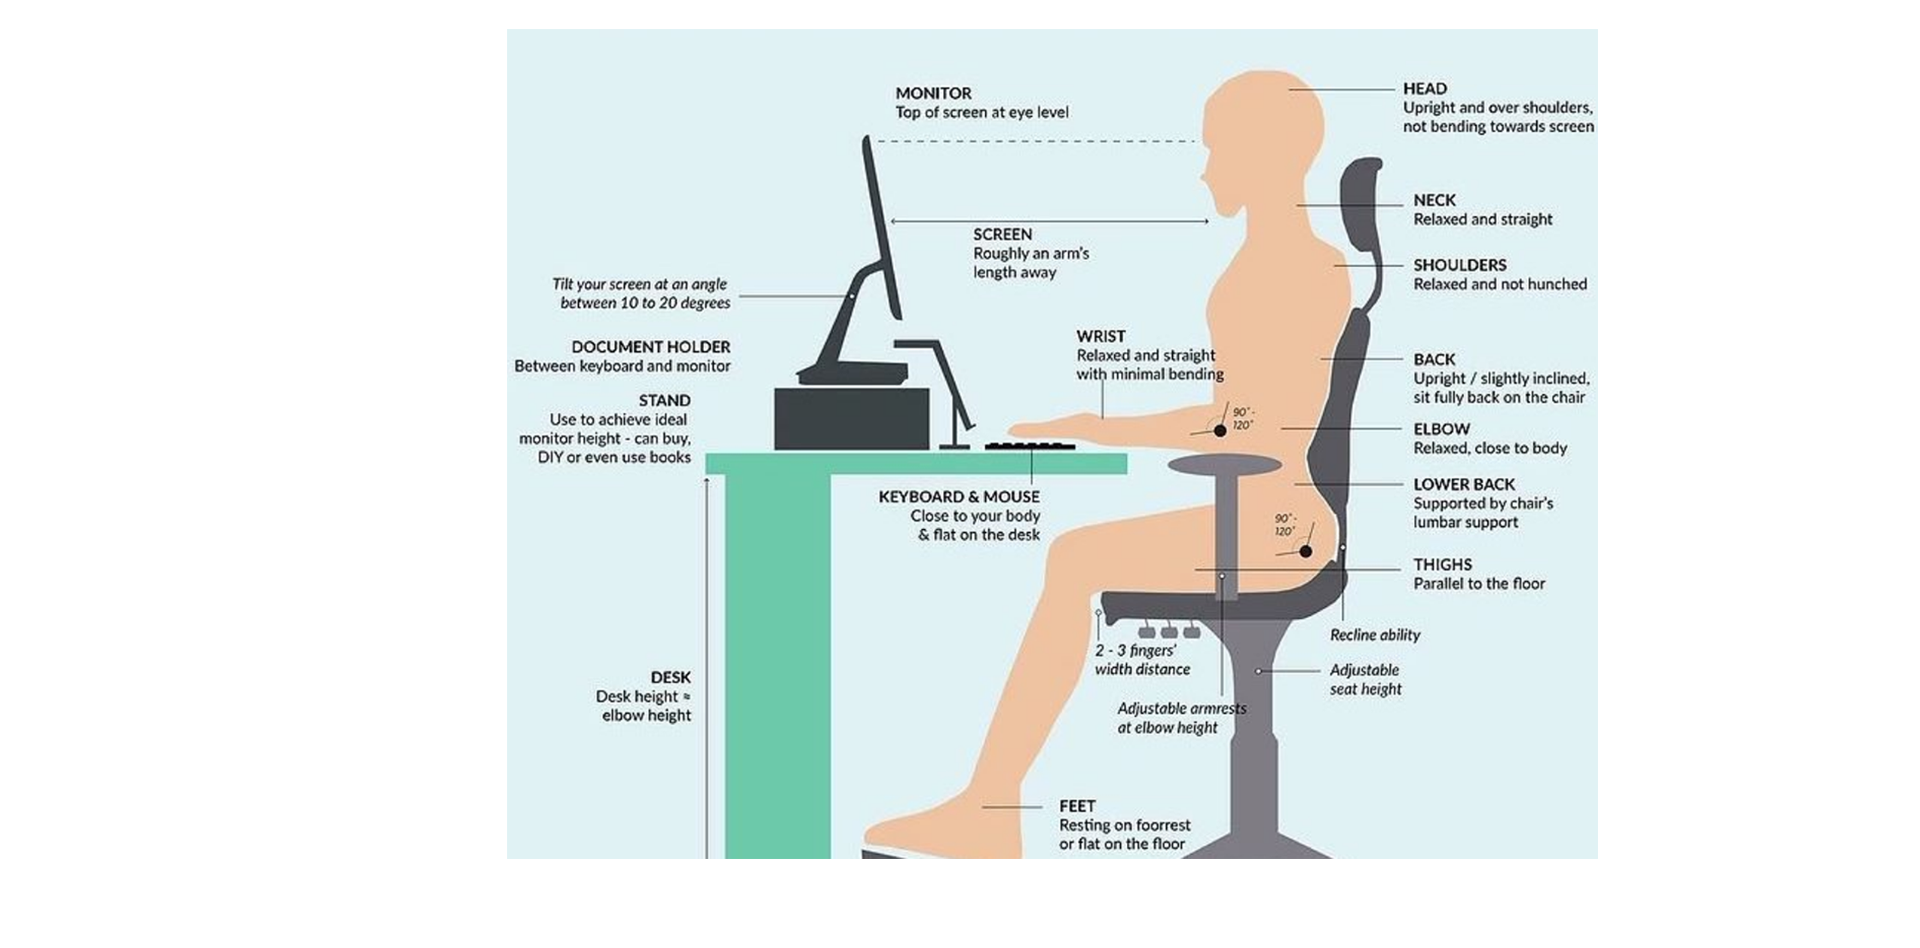 MONITOR
Top of screen at eye level
HEAD
Upright and over shoulders,
not bending towards screen
NECK
Relaxed and straight
SCREEN
Roughly an arm's
length away
SHOULDERS
Relaxed and not hunched
Tilt your screen at an angle
between 10 to 20 degrees
WRIST
Relaxed and straight
with minimal bending
DOCUMENT HOLDER
Between keyboard and monitor
BACK
Upright / slightly inclined,
sit fully back on the chair
STAND
Use to achieve ideal
monitor height - can buy,
DIY or even use books
90° -
120°
ELBOW
Relaxed, close to body
KEYBOARD & MOUSE
Close to your body
& flat on the desk
LOWER BACK
Supported by chair's
lumbar support
90° -
120°
THIGHS
Parallel to the floor
Recline ability
2 - 3 fingers'
width distance
Adjustable
seat height
DESK
Desk height ≈
elbow height
Adjustable armrests
at elbow height
FEET
Resting on foorrest
or flat on the floor